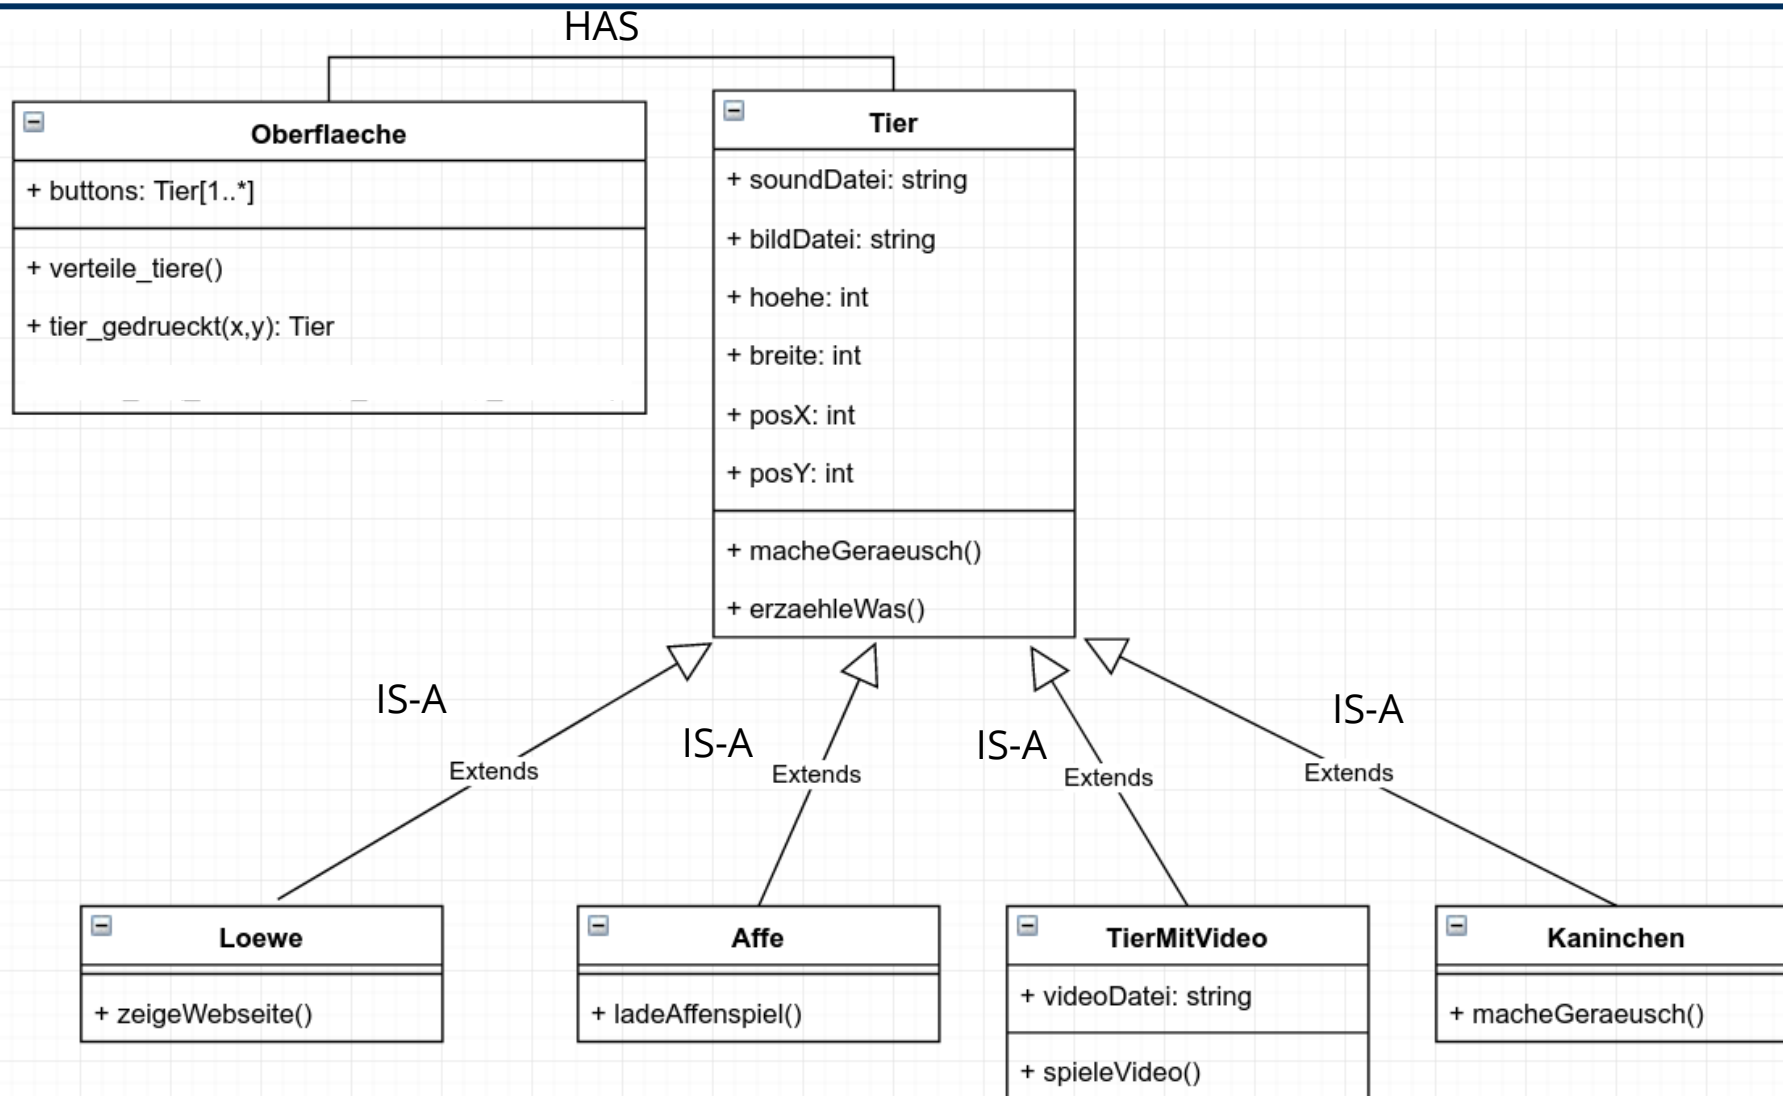 HAS
Oberflaeche
+ buttons: Tier[1..*]
+ verteile_tiere()
+ tier_gedrueckt(x,y): Tier
Tier
+ soundDatei: string
+ bildDatei: string
+ hoehe: int
+ breite: int
+ posX: int
+ posY: int
+ macheGeraeusch()
+ erzaehleWas()
IS-A
Extends
IS-A
Extends
IS-A
Extends
IS-A
Extends
Loewe
+ zeigeWebseite()
Affe
+ ladeAffenspiel()
TierMitVideo
+ videoDatei: string
+ spieleVideo()
Kaninchen
+ macheGeraeusch()